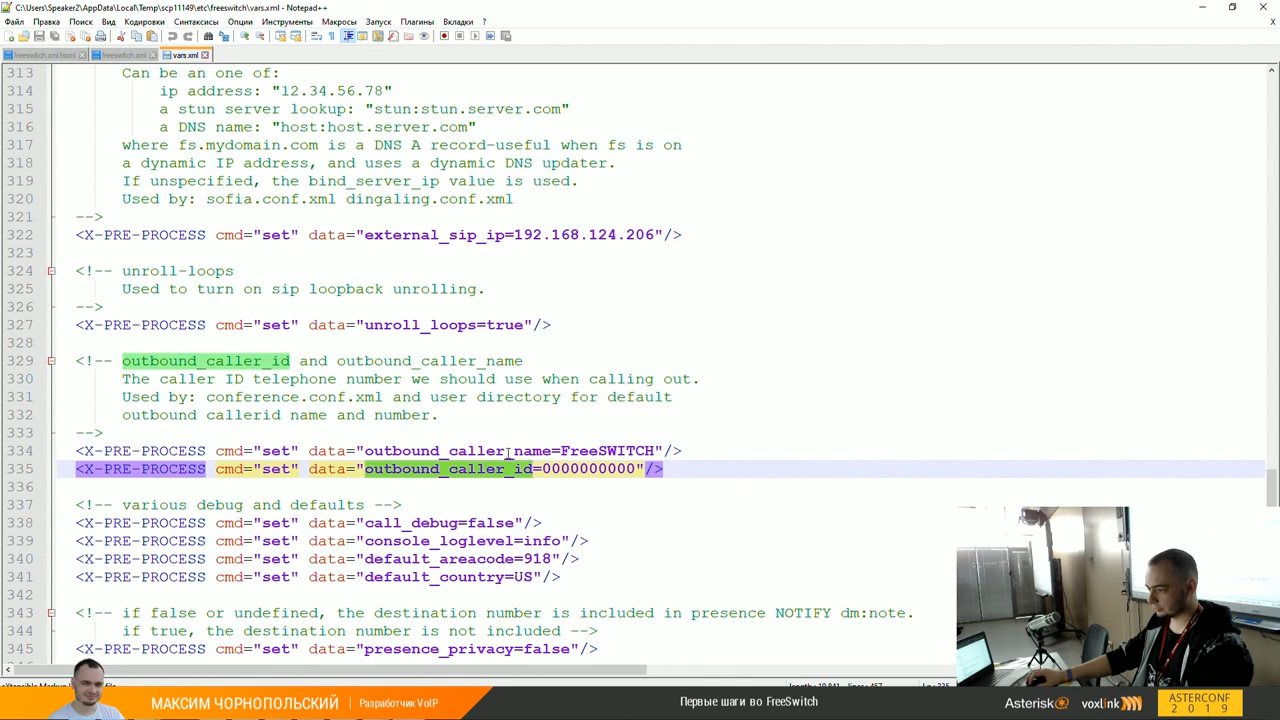 C:\Users\Speaker2\AppData\Local\Temp\scp11149\etc\freeswitch\vars.xml - Notepad++
Файл Правка Поиск Вид Кодировки Синтаксисы Опции Инструменты Макросы Запуск Плагины Вкладки ?
freeswitch.xml.fsxml freeswitch.xml vars.xml
313 Can be an one of:
314 ip address: "12.34.56.78"
315 a stun server lookup: "stun:stun.server.com"
316 a DNS name: "host:host.server.com"
317 where fs.mydomain.com is a DNS A record-useful when fs is on
318 a dynamic IP address, and uses a dynamic DNS updater.
319 If unspecified, the bind_server_ip value is used.
320 Used by: sofia.conf.xml dingaling.conf.xml
321 -->
322 <X-PRE-PROCESS cmd="set" data="external_sip_ip=192.168.124.206"/>
323
324 <!-- unroll-loops
325 Used to turn on sip loopback unrolling.
326 -->
327 <X-PRE-PROCESS cmd="set" data="unroll_loops=true"/>
328
329 <!-- outbound_caller_id and outbound_caller_name
330 The caller ID telephone number we should use when calling out.
331 Used by: conference.conf.xml and user directory for default
332 outbound callerid name and number.
333 -->
334 <X-PRE-PROCESS cmd="set" data="outbound_caller_name=FreeSWITCH"/>
335 <X-PRE-PROCESS cmd="set" data="outbound_caller_id=0000000000"/>
336
337 <!-- various debug and defaults -->
338 <X-PRE-PROCESS cmd="set" data="call_debug=false"/>
339 <X-PRE-PROCESS cmd="set" data="console_loglevel=info"/>
340 <X-PRE-PROCESS cmd="set" data="default_areacode=918"/>
341 <X-PRE-PROCESS cmd="set" data="default_country=US"/>
342
343 <!-- if false or undefined, the destination number is included in presence NOTIFY dm:note.
344 if true, the destination number is not included -->
345 <X-PRE-PROCESS cmd="set" data="presence_privacy=false"/>
МАКСИМ ЧОРНОПОЛЬСКИЙ | Разработчик VoIP
Первые шаги во FreeSwitch
Asterisk voxlink
ASTERCONF
2019